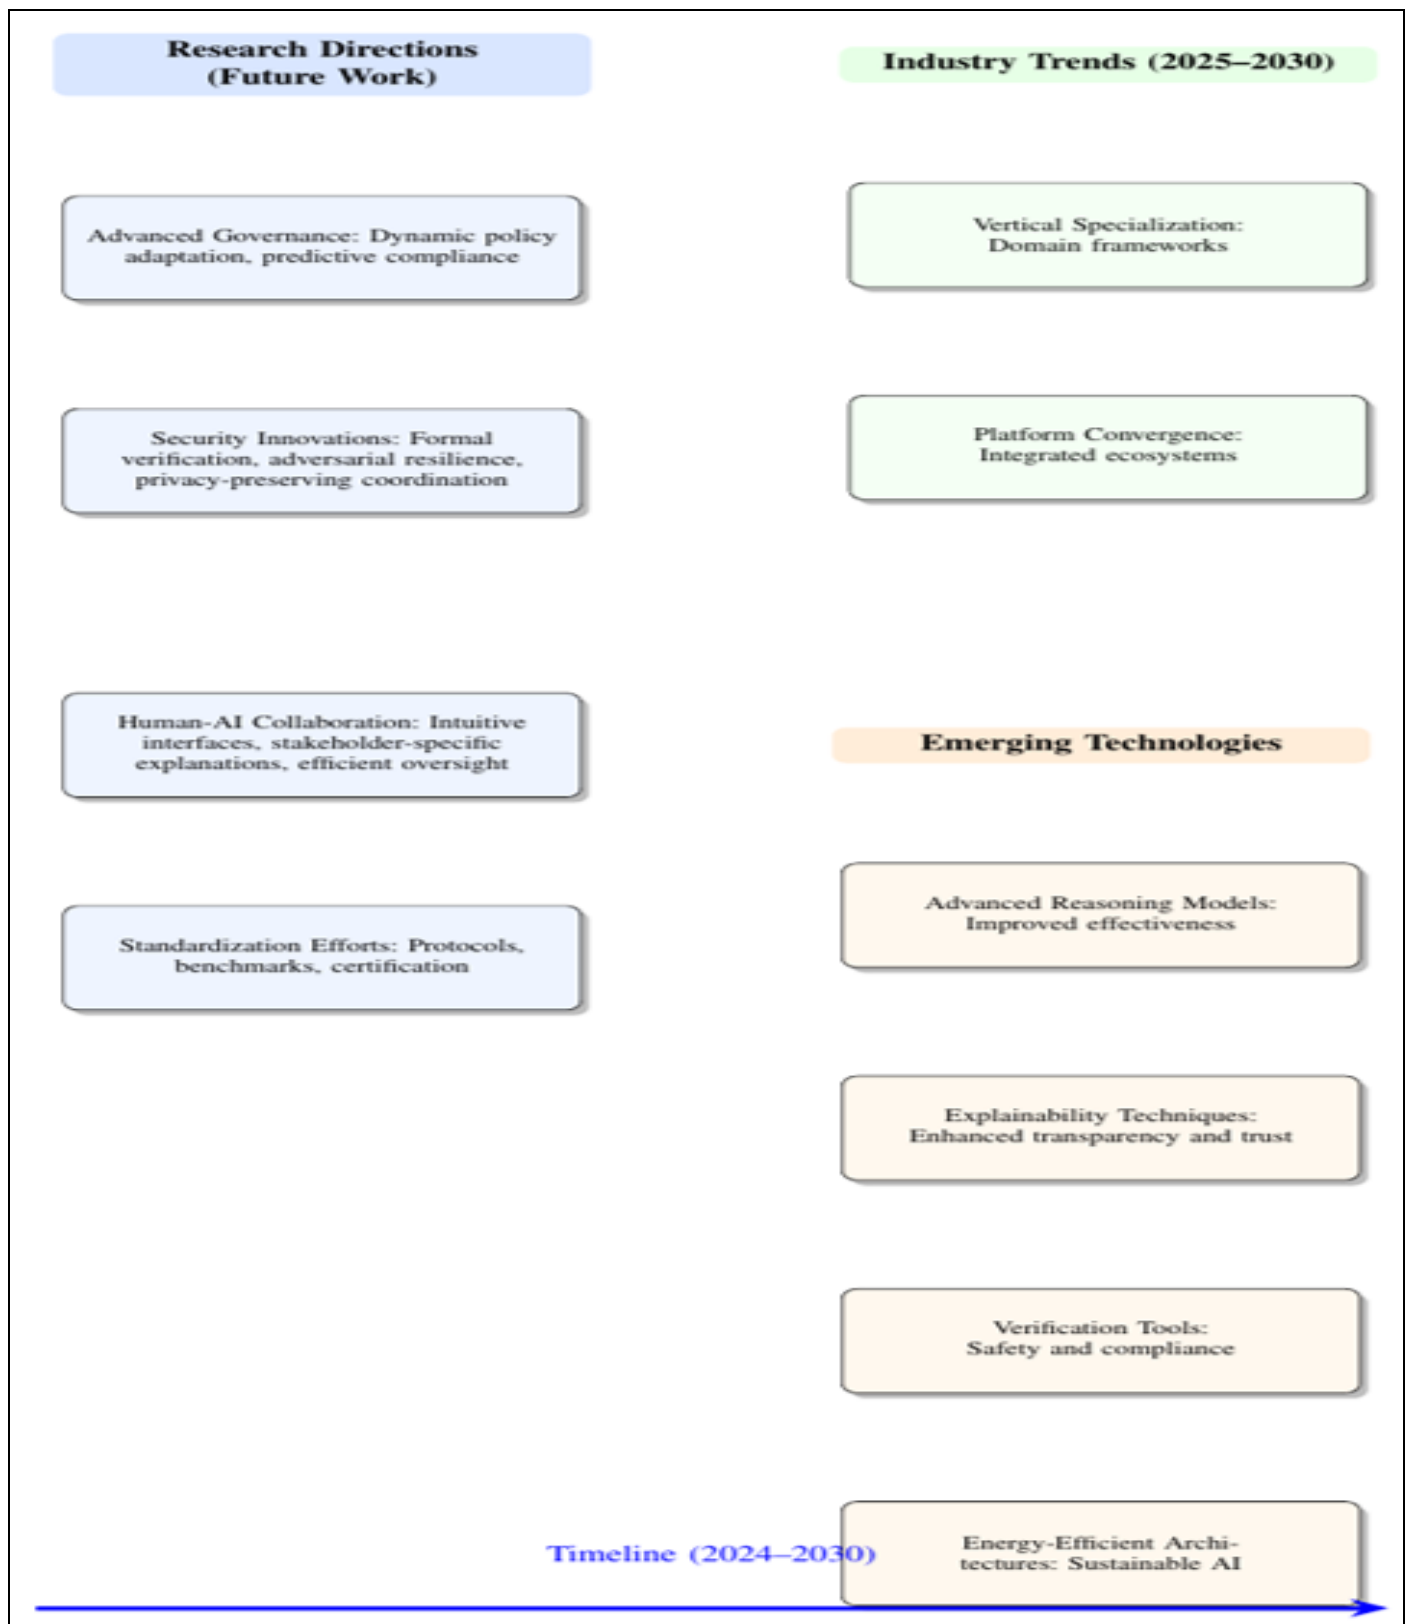 Research Directions
(Future Work)
Advanced Governance: Dynamic policy
adaptation, predictive compliance
Security Innovations: Formal
verification, adversarial resilience,
privacy-preserving coordination
Human-AI Collaboration: Intuitive
interfaces, stakeholder-specific
explanations, efficient oversight
Standardization Efforts: Protocols,
benchmarks, certification
Industry Trends (2025–2030)
Vertical Specialization:
Domain frameworks
Platform Convergence:
Integrated ecosystems
Emerging Technologies
Advanced Reasoning Models:
Improved effectiveness
Explainability Techniques:
Enhanced transparency and trust
Verification Tools:
Safety and compliance
Energy-Efficient Archi-
tectures: Sustainable AI
Timeline (2024–2030)